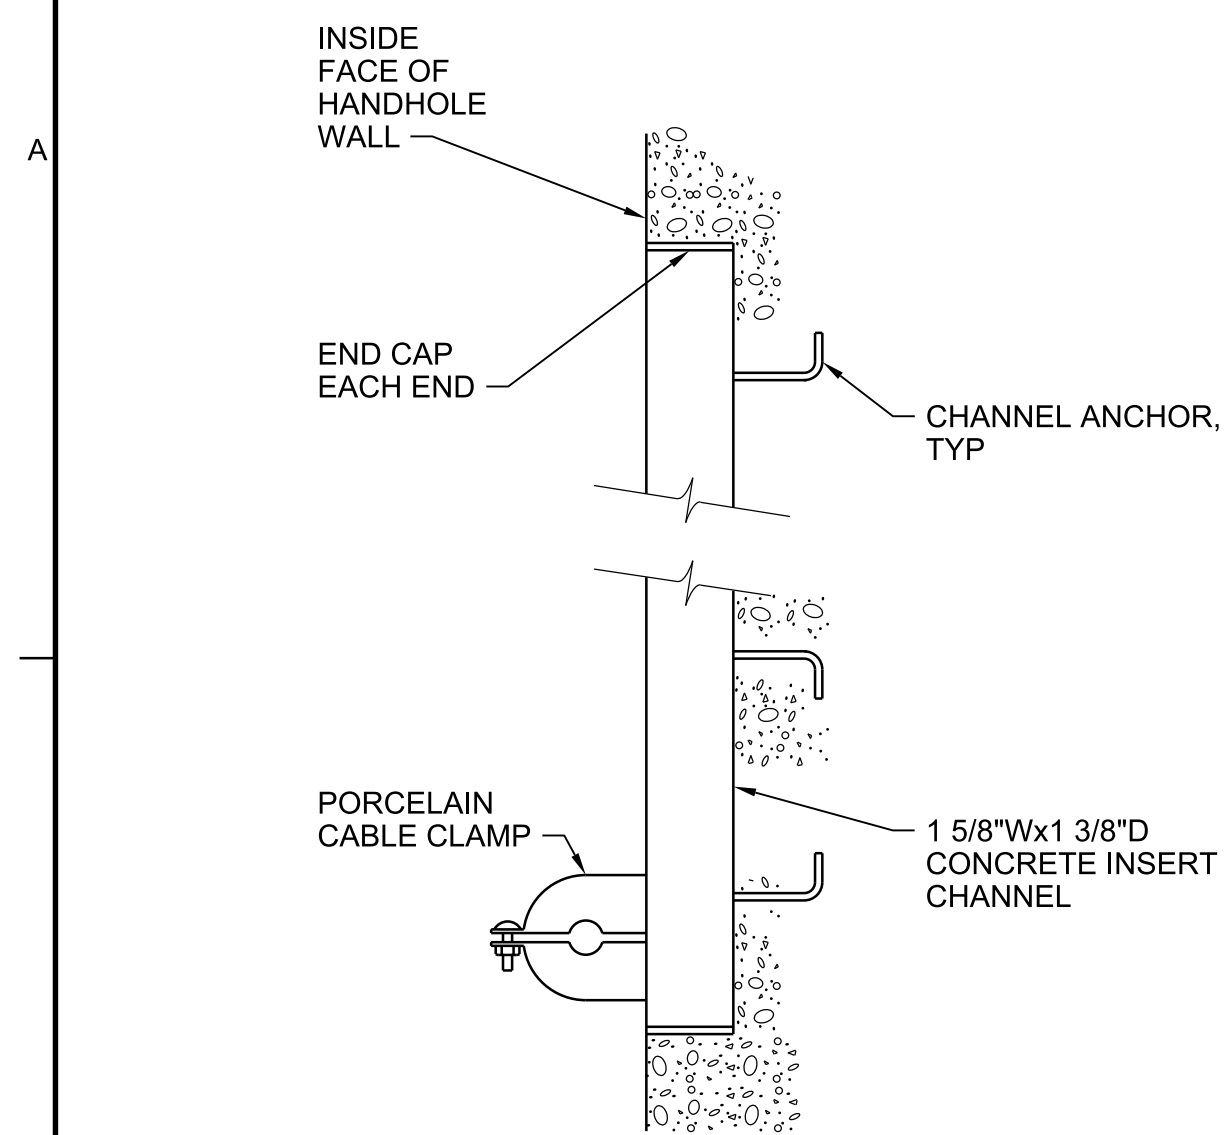 INSIDE
FACE OF
HANDHOLE
WALL
A
END CAP
EACH END
CHANNEL ANCHOR,
TYP
PORCELAIN
CABLE CLAMP
1 5/8"Wx1 3/8"D
CONCRETE INSERT
CHANNEL